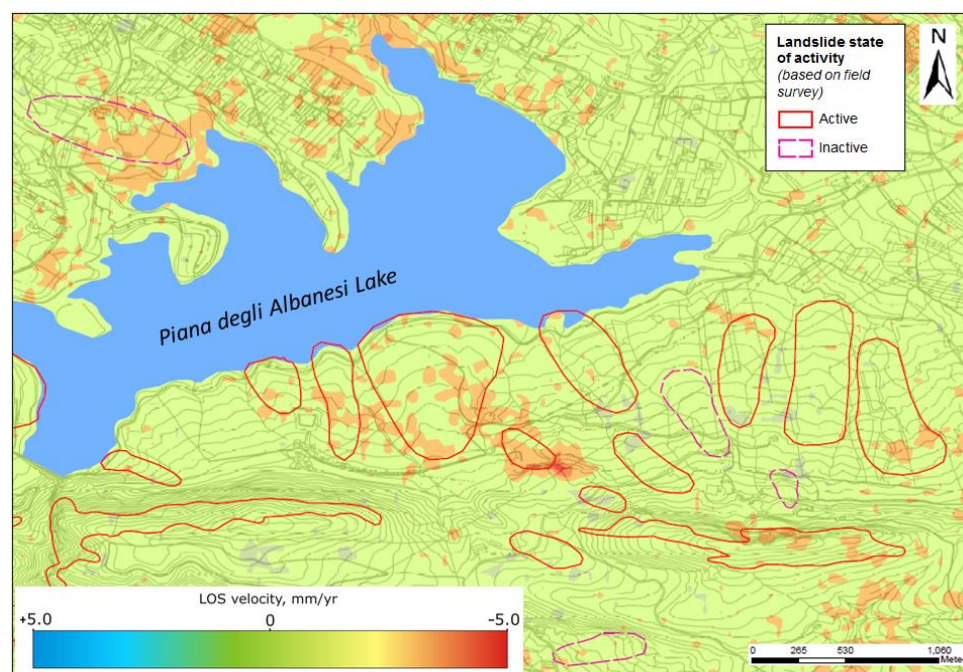 Landslide state
of activity
(based on field
survey)
Active
Inactive
N
Piana degli Albanesi Lake
LOS velocity, mm/yr
+5.0 0 -5.0
0 265 530 1,060
Mete